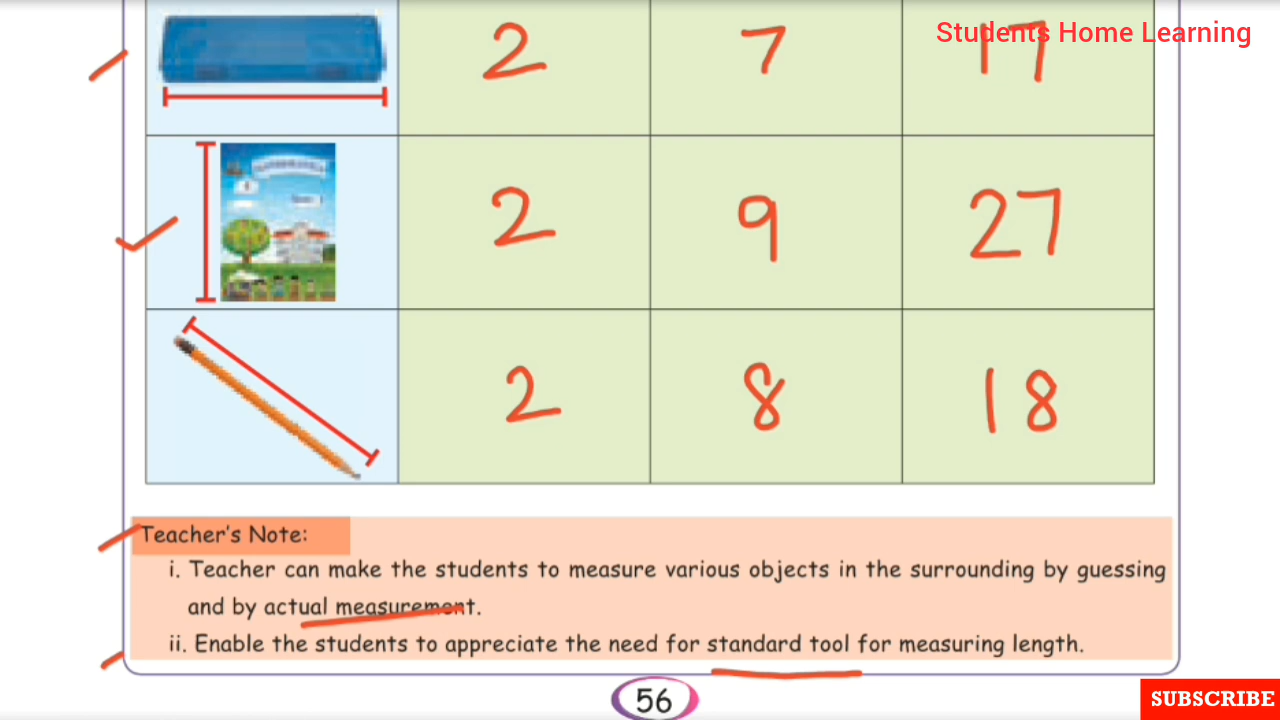 Students Home Learning
2 7 17
2 9 27
2 8 18
Teacher's Note:
i. Teacher can make the students to measure various objects in the surrounding by guessing
and by actual measurement.
ii. Enable the students to appreciate the need for standard tool for measuring length.
56
SUBSCRIBE